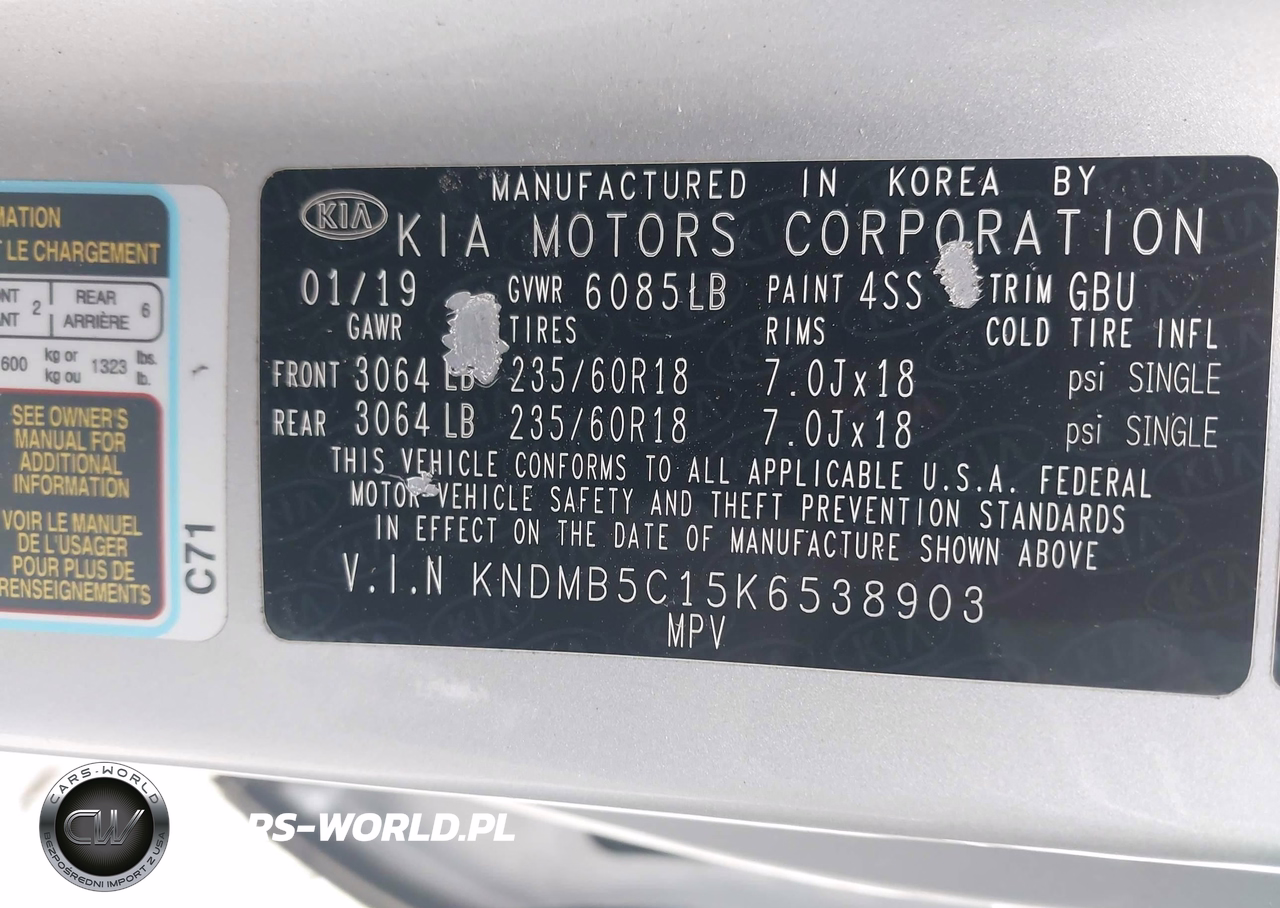 MATION
LE CHARGEMENT
2 REAR ARRIÈRE 6
600 kg or kg ou 1323 lbs. lb.
SEE OWNER'S
MANUAL FOR
ADDITIONAL
INFORMATION
VOIR LE MANUEL
DE L'USAGER
POUR PLUS DE
RENSEIGNEMENTS
C71
KIA
MANUFACTURED IN KOREA BY
KIA MOTORS CORPORATION
01/19 GVWR 6085LB PAINT 4SS TRIM GBU
GAWR TIRES RIMS COLD TIRE INFL
FRONT 3064 LB 235/60R18 7.0Jx18 psi SINGLE
REAR 3064 LB 235/60R18 7.0Jx18 psi SINGLE
THIS VEHICLE CONFORMS TO ALL APPLICABLE U.S.A. FEDERAL
MOTOR VEHICLE SAFETY AND THEFT PREVENTION STANDARDS
IN EFFECT ON THE DATE OF MANUFACTURE SHOWN ABOVE
V.I.N KNDMB5C15K6538903
MPV
CARS-WORLD
CW
BEZPOŚREDNI IMPORT Z USA
RS-WORLD.PL